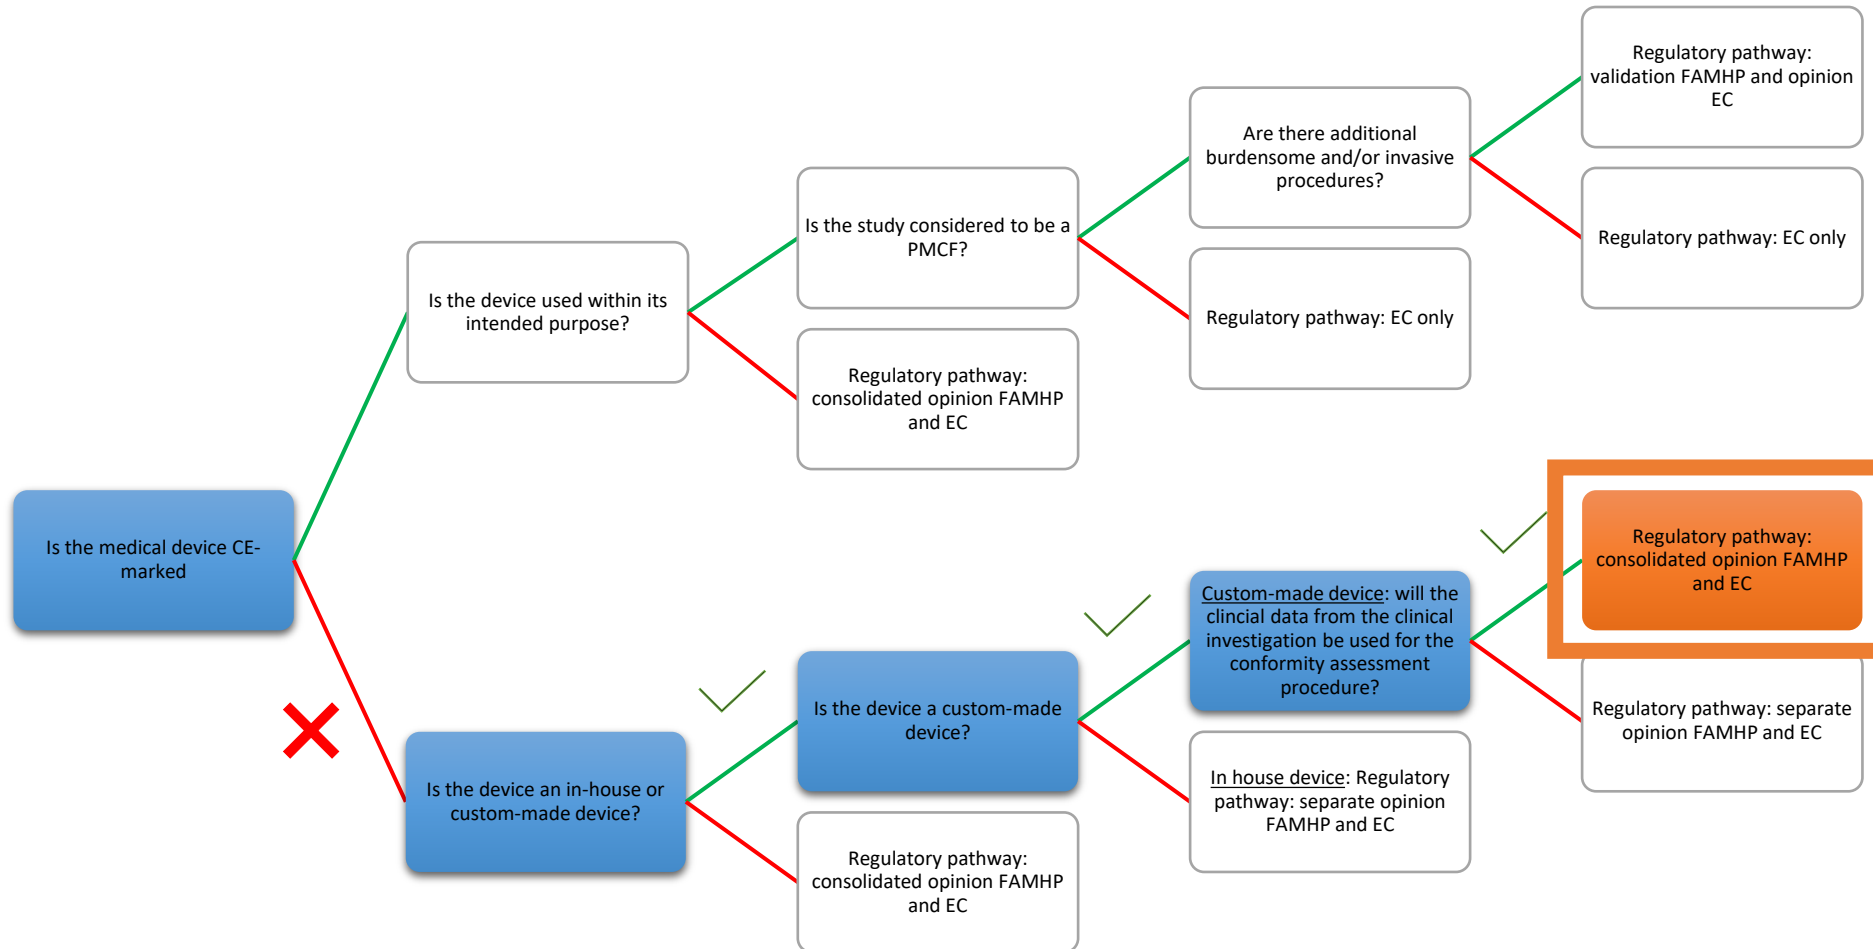 Is the medical device CE-
marked
Is the device used within its
intended purpose?
Is the study considered to be a
PMCF?
Are there additional
burdensome and/or invasive
procedures?
Regulatory pathway:
validation FAMHP and opinion
EC
Regulatory pathway: EC only
Regulatory pathway: EC only
Regulatory pathway:
consolidated opinion FAMHP
and EC
Is the device an in-house or
custom-made device?
Is the device a custom-made
device?
Custom-made device: will the
clincial data from the clinical
investigation be used for the
conformity assessment
procedure?
Regulatory pathway:
consolidated opinion FAMHP
and EC
Regulatory pathway: separate
opinion FAMHP and EC
In house device: Regulatory
pathway: separate opinion
FAMHP and EC
Regulatory pathway:
consolidated opinion FAMHP
and EC